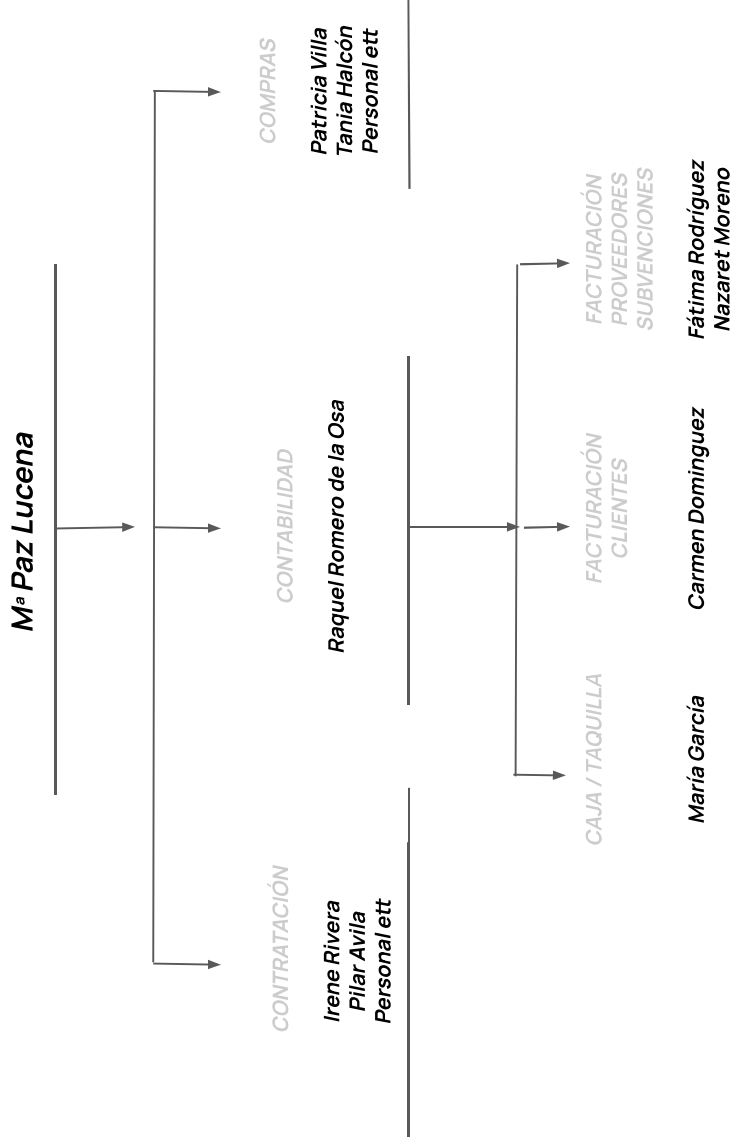 Mª Paz Lucena
CONTRATACIÓN
Irene Rivera
Pilar Avila
Personal ett
CONTABILIDAD
Raquel Romero de la Osa
COMPRAS
Patricia Villa
Tania Halcón
Personal ett
CAJA / TAQUILLA
María García
FACTURACIÓN
CLIENTES
Carmen Dominguez
FACTURACIÓN
PROVEEDORES
SUBVENCIONES
Fátima Rodríguez
Nazaret Moreno